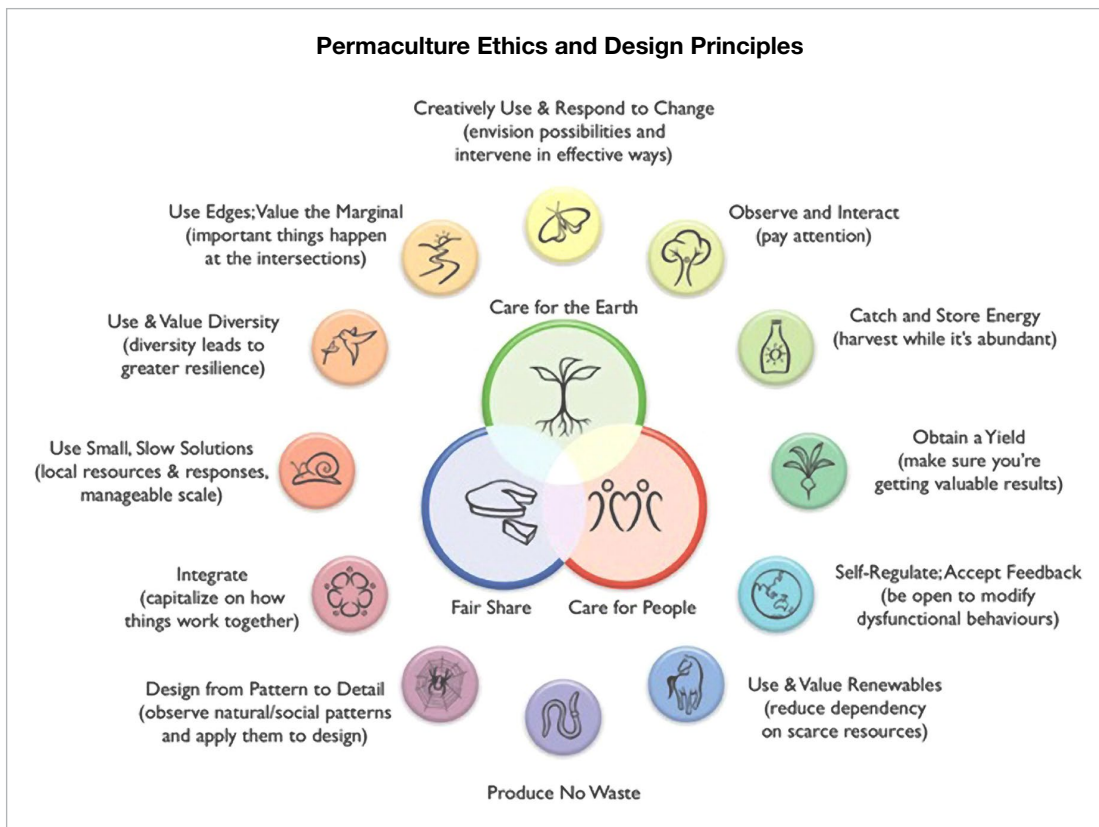 Permaculture Ethics and Design Principles
Creatively Use & Respond to Change
(envision possibilities and
intervene in effective ways)
Use Edges; Value the Marginal
(important things happen
at the intersections)
Observe and Interact
(pay attention)
Care for the Earth
Use & Value Diversity
(diversity leads to
greater resilience)
Catch and Store Energy
(harvest while it's abundant)
Use Small, Slow Solutions
(local resources & responses,
manageable scale)
Obtain a Yield
(make sure you're
getting valuable results)
Integrate
(capitalize on how
things work together)
Fair Share
Care for People
Self-Regulate; Accept Feedback
(be open to modify
dysfunctional behaviours)
Design from Pattern to Detail
(observe natural/social patterns
and apply them to design)
Use & Value Renewables
(reduce dependency
on scarce resources)
Produce No Waste